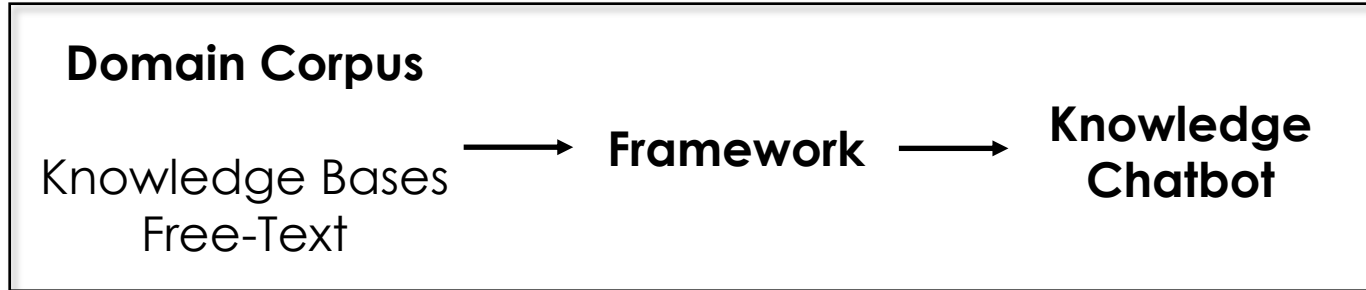 Domain Corpus
Knowledge Bases
Free-Text
Framework
Knowledge
Chatbot